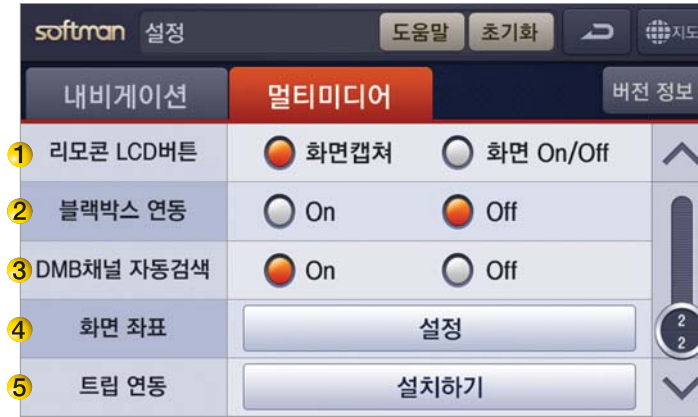 softman 설정 도움말 초기화 지도
내비게이션 멀티미디어 버전 정보
1 리모콘 LCD버튼 화면캡쳐 화면 On/Off
2 블랙박스 연동 On Off
3 DMB채널 자동검색 On Off
4 화면 좌표 설정 2
2
5 트립 연동 설치하기